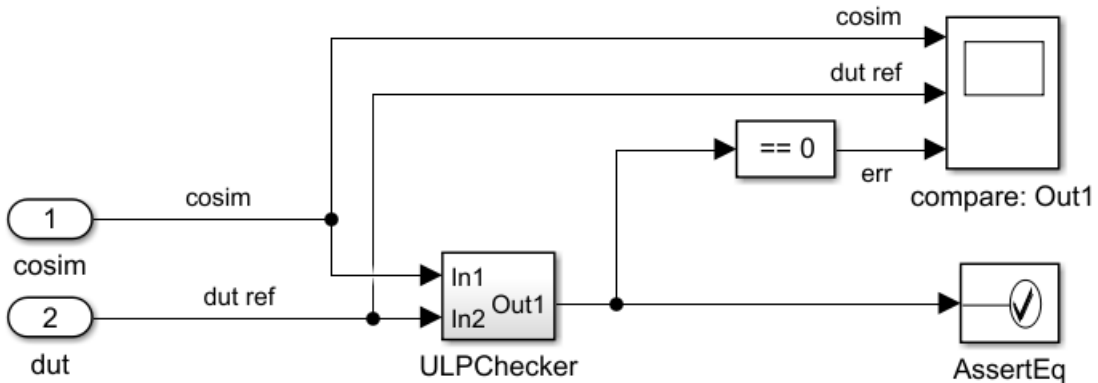 cosim
dut ref
== 0
err
compare: Out1
cosim
1
cosim
dut ref
2
dut
In1
In2
Out1
ULPChecker
AssertEq